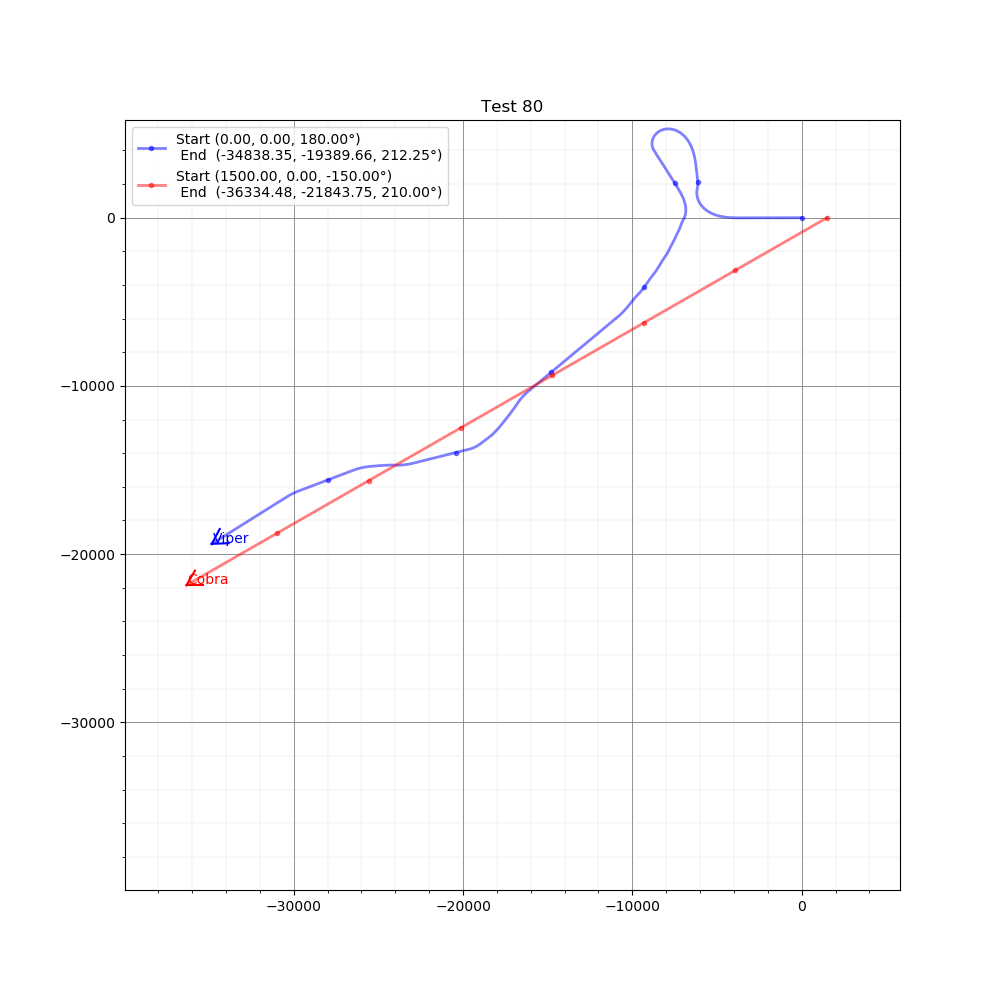 Test 80
Start (0.00, 0.00, 180.00°)
End (-34838.35, -19389.66, 212.25°)
Start (1500.00, 0.00, -150.00°)
End (-36334.48, -21843.75, 210.00°)
0
−10000
−20000
−30000
Viper
Cobra
−30000 −20000 −10000 0